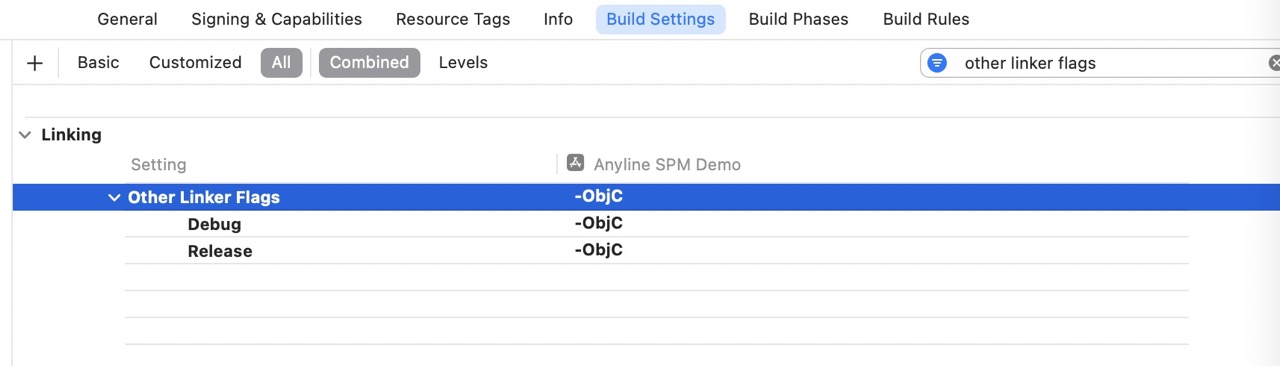 General Signing & Capabilities Resource Tags Info Build Settings Build Phases Build Rules
+ Basic Customized All Combined Levels other linker flags
Linking
Setting Anyline SPM Demo
Other Linker Flags -ObjC
Debug -ObjC
Release -ObjC